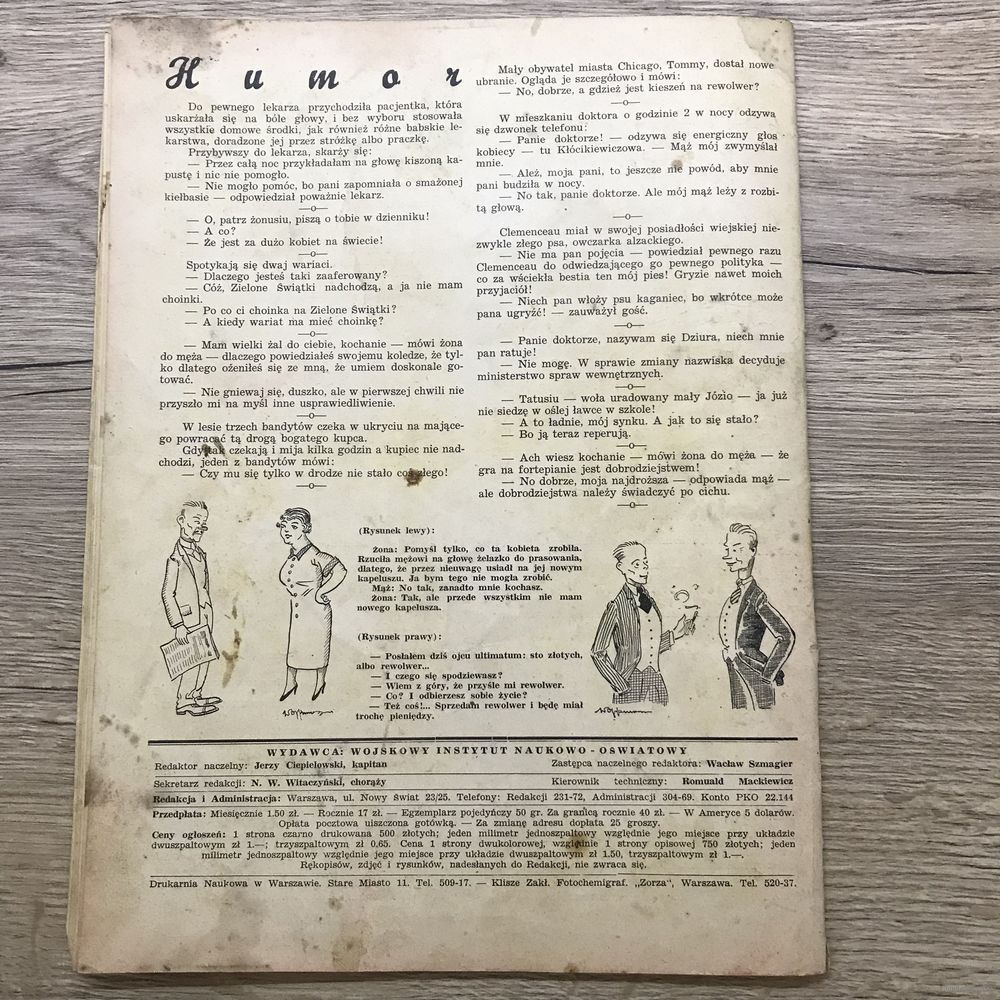 Humor
Do pewnego lekarza przychodziła pacjentka, która
uskarżała się na bóle głowy, i bez wyboru stosowała
wszystkie domowe środki, jak również różne babskie le-
karstwa, doradzone jej przez stróżkę albo praczkę.
Przybywszy do lekarza, skarży się:
— Przez całą noc przykładałam na głowę kiszoną ka-
pustę i nic nie pomogło.
— Nie mogło pomóc, bo pani zapomniała o smażonej
kiełbasie — odpowiedział poważnie lekarz.
—o—
— O, patrz żonusiu, piszą o tobie w dzienniku!
— A co?
— Że jest za dużo kobiet na świecie!
—o—
Spotykają się dwaj wariaci.
— Dlaczego jesteś taki zaaferowany?
— Cóż, Zielone Świątki nadchodzą, a ja nie mam
choinki.
— Po co ci choinka na Zielone Świątki?
— A kiedy wariat ma mieć choinkę?
—o—
— Mam wielki żal do ciebie, kochanie — mówi żona
do męża — dlaczego powiedziałeś swojemu koledze, że tyl-
ko dlatego ożeniłeś się ze mną, że umiem doskonale go-
tować.
— Nie gniewaj się, duszko, ale w pierwszej chwili nie
przyszło mi na myśl inne usprawiedliwienie.
—o—
W lesie trzech bandytów czeka w ukryciu na mające-
go powracać tą drogą bogatego kupca.
Gdy tak czekają i mija kilka godzin a kupiec nie nad-
chodzi, jeden z bandytów mówi:
— Czy mu się tylko w drodze nie stało coś złego!
—o—
Mały obywatel miasta Chicago, Tommy, dostał nowe
ubranie. Ogląda je szczegółowo i mówi:
— No, dobrze, a gdzież jest kieszeń na rewolwer?
—o—
W mieszkaniu doktora o godzinie 2 w nocy odzywa
się dzwonek telefonu:
— Panie doktorze! — odzywa się energiczny głos
kobiecy — tu Kłócikiewiczowa. — Mąż mój zwymyślał
mnie.
— Ależ, moja pani, to jeszcze nie powód, aby mnie
pani budziła w nocy.
— No tak, panie doktorze. Ale mój mąż leży z rozbi-
tą głową.
—o—
Clemenceau miał w swojej posiadłości wiejskiej nie-
zwykle złego psa, owczarka alzackiego.
— Nie ma pan pojęcia — powiedział pewnego razu
Clemenceau do odwiedzającego go pewnego polityka —
co za wściekła bestia ten mój pies! Gryzie nawet moich
przyjaciół!
— Niech pan włoży psu kaganiec, bo wkrótce może
pana ugryźć! — zauważył gość.
—o—
— Panie doktorze, nazywam się Dziura, niech mnie
pan ratuje!
— Nie mogę. W sprawie zmiany nazwiska decyduje
ministerstwo spraw wewnętrznych.
—o—
— Tatusiu — woła uradowany mały Józio — ja już
nie siedzę w oślej ławce w szkole!
— A to ładnie, mój synku. A jak to się stało?
— Bo ją teraz reperują.
—o—
— Ach wiesz kochanie — mówi żona do męża — że
gra na fortepianie jest dobrodziejstwem!
— No dobrze, moja najdroższa — odpowiada mąż —
ale dobrodziejstwa należy świadczyć po cichu.
—o—
(Rysunek lewy):
żona: Pomyśl tylko, co ta kobieta zrobila.
Rzuciła mężowi na głowę żelazko do prasowania,
dlatego, że przez nieuwagę usiadł na jej nowym
kapeluszu. Ja bym tego nie mogła zrobić.
Mąż: No tak, zanadto mnie kochasz.
żona: Tak, ale przede wszystkim nie mam
nowego kapelusza.
(Rysunek prawy):
— Posłałem dziś ojcu ultimatum: sto złotych,
albo rewolwer...
— I czego się spodziewasz?
— Wiem z góry, że przyśle mi rewolwer.
— Co? I odbierzesz sobie życie?
— Też coś!... Sprzedam rewolwer i będę miał
trochę pieniędzy.
WYDAWCA: WOJSKOWY INSTYTUT NAUKOWO - OŚWIATOWY
Redaktor naczelny: Jerzy Ciepielowski, kapitan Zastępca naczelnego redaktora: Wacław Szmagier
Sekretarz redakcji: N. W. Witaczyński, chorąży Kierownik techniczny: Romuald Mackiewicz
Redakcja i Administracja: Warszawa, ul. Nowy Świat 23/25. Telefony: Redakcji 231-72, Administracji 304-69. Konto PKO 22.144
Przedpłata: Miesięcznie 1.50 zł. — Rocznie 17 zł. — Egzemplarz pojedyńczy 50 gr. Za granicą rocznie 40 zł. — W Ameryce 5 dolarów.
Opłata pocztowa uiszczona gotówką. — Za zmianę adresu dopłata 25 groszy.
Ceny ogłoszeń: 1 strona czarno drukowana 500 złotych; jeden milimetr jednoszpaltowy względnie jego miejsce przy układzie
dwuszpaltowym zł 1.—; trzyszpaltowym zł 0,65. Cena 1 strony dwukolorowej, względnie 1 strony opisowej 750 złotych; jeden
milimetr jednoszpaltowy względnie jego miejsce przy układzie dwuszpaltowym zł 1.50, trzyszpaltowym zł 1.—,
Rękopisów, zdjęć i rysunków, nadesłanych do Redakcji, nie zwraca się.
Drukarnia Naukowa w Warszawie. Stare Miasto 11. Tel. 509-17. — Klisze Zakł. Fotochemigraf. „Zorza”, Warszawa. Tel. 520-37.